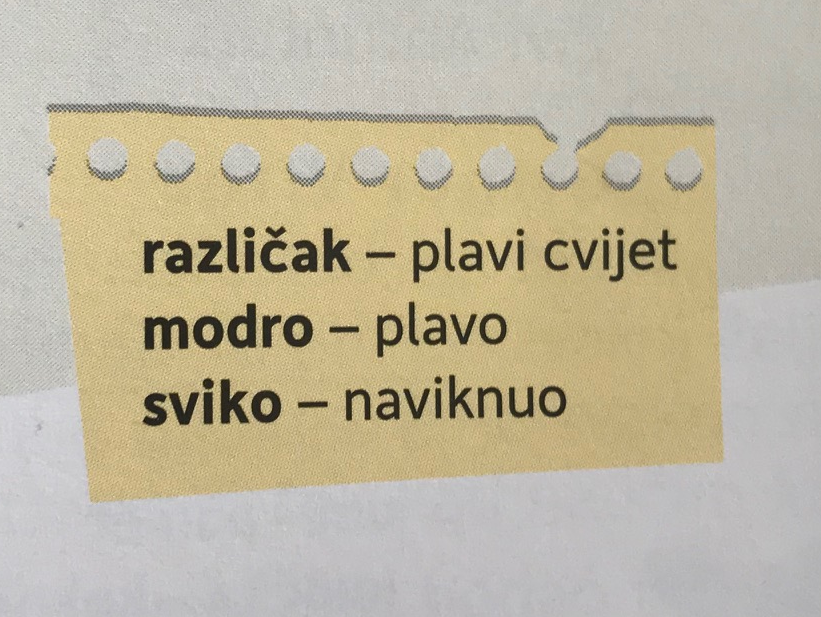 različak – plavi cvijet
modro – plavo
sviko – naviknuo